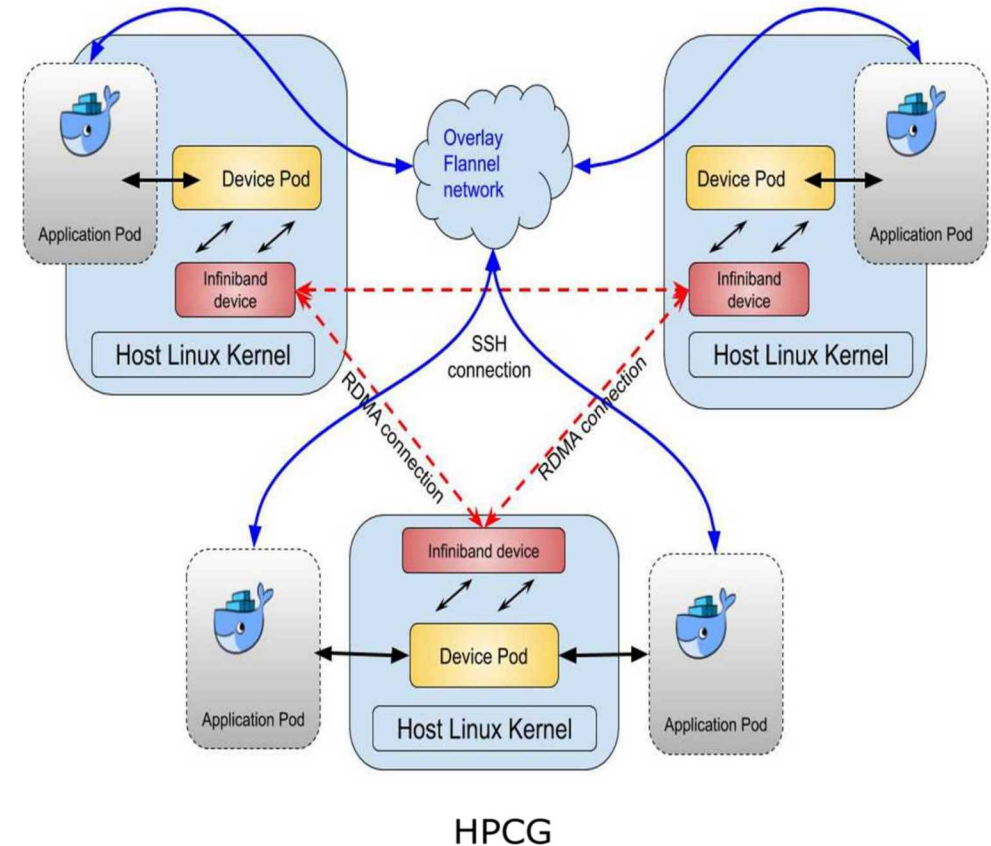 Overlay
Flannel
network
Device Pod
Application Pod
Infiniband
device
Host Linux Kernel
Device Pod
Application Pod
Infiniband
device
Host Linux Kernel
SSH
connection
RDMA connection
RDMA connection
Infiniband device
Device Pod
Host Linux Kernel
Application Pod
Application Pod
HPCG